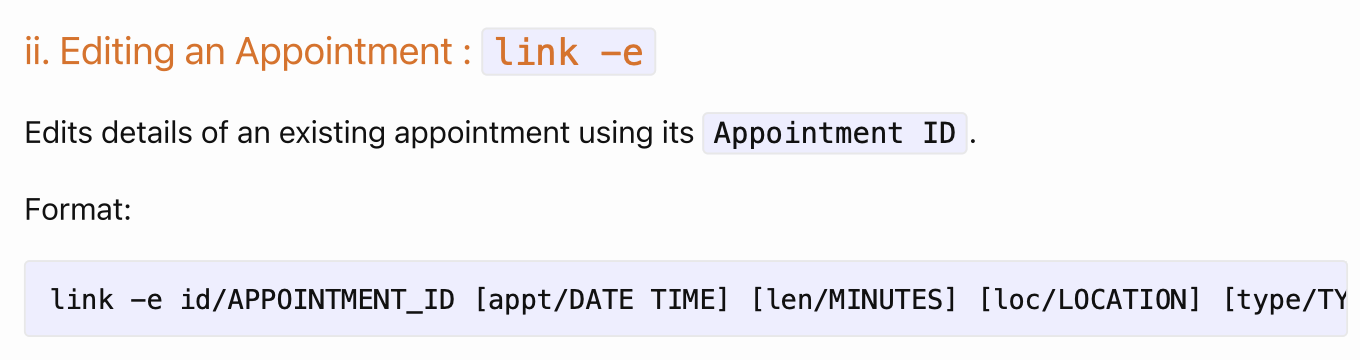 ii. Editing an Appointment : link -e
Edits details of an existing appointment using its Appointment ID.
Format:
link -e id/APPOINTMENT_ID [appt/DATE TIME] [len/MINUTES] [loc/LOCATION] [type/TY